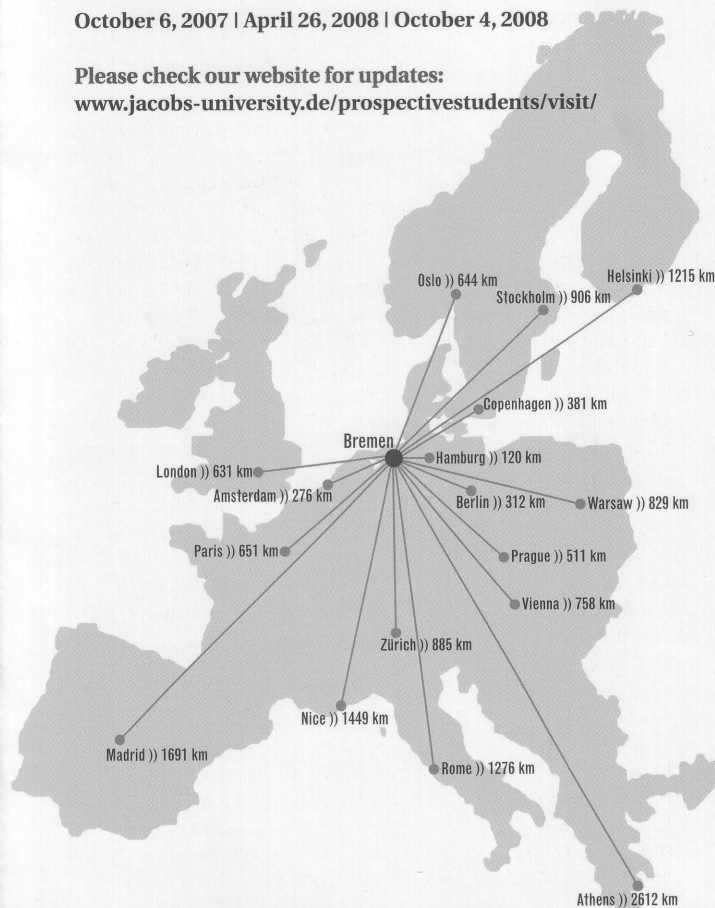 October 6, 2007 | April 26, 2008 | October 4, 2008
Please check our website for updates:
www.jacobs-university.de/prospectivestudents/visit/
Oslo )) 644 km
Helsinki )) 1215 km
Stockholm )) 906 km
Copenhagen )) 381 km
Bremen
Hamburg )) 120 km
London )) 631 km
Amsterdam )) 276 km
Berlin )) 312 km
Warsaw )) 829 km
Paris )) 651 km
Prague )) 511 km
Vienna )) 758 km
Zürich )) 885 km
Nice )) 1449 km
Madrid )) 1691 km
Rome )) 1276 km
Athens )) 2612 km